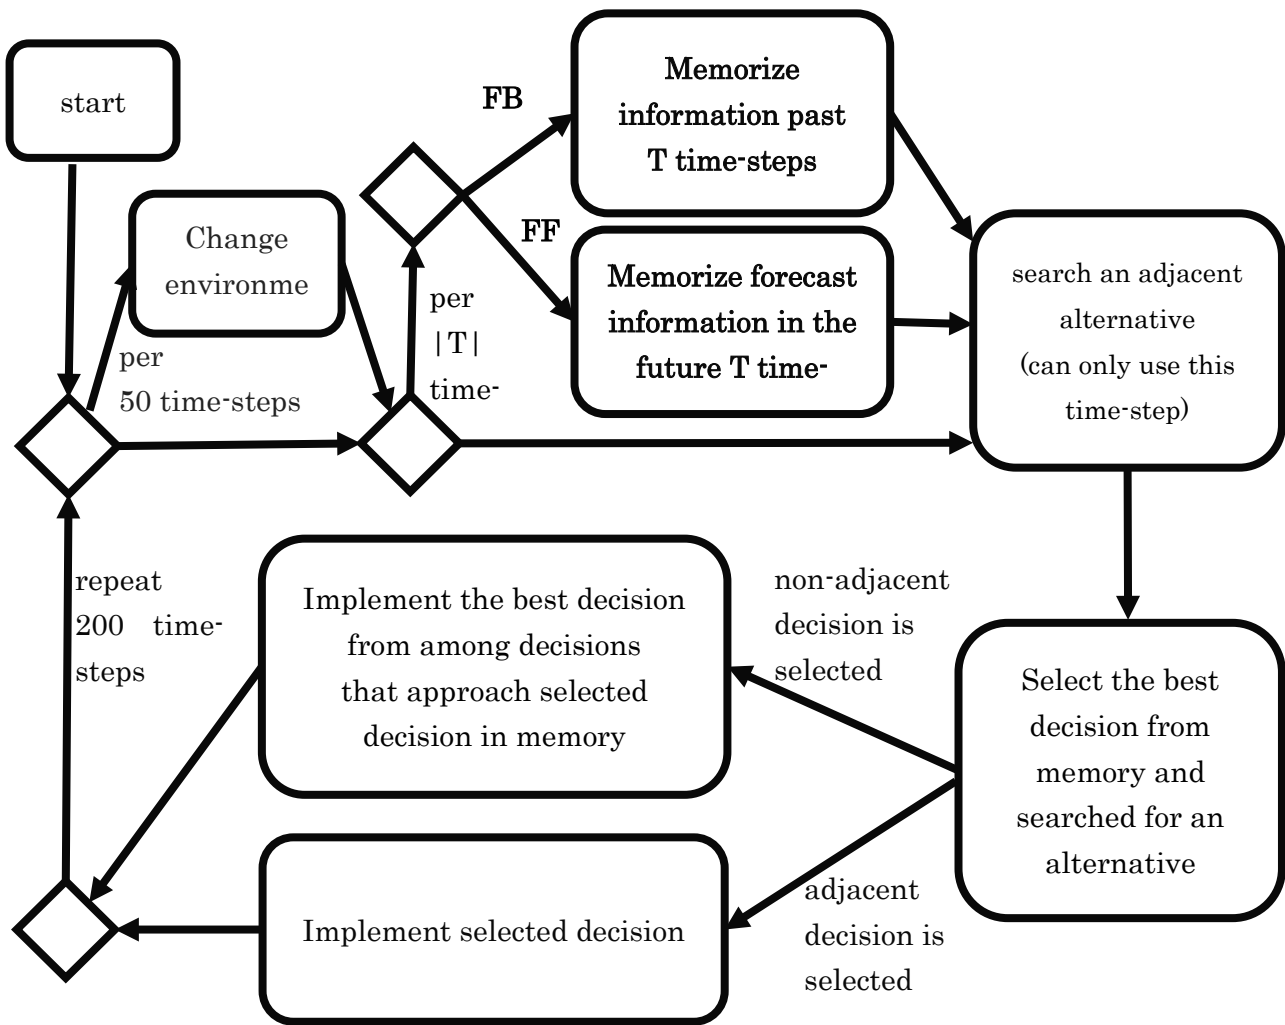 start
Change
environme
per
50 time-steps
per
|T|
time-
FB
FF
Memorize
information past
T time-steps
Memorize forecast
information in the
future T time-
search an adjacent
alternative
(can only use this
time-step)
Select the best
decision from
memory and
searched for an
alternative
non-adjacent
decision is
selected
adjacent
decision is
selected
Implement the best decision
from among decisions
that approach selected
decision in memory
Implement selected decision
repeat
200 time-
steps